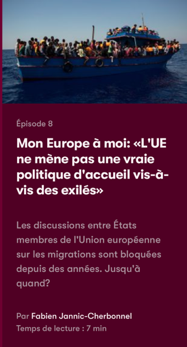 Épisode 8
Mon Europe à moi: «L'UE
ne mène pas une vraie
politique d'accueil vis-à-
vis des exilés»
Les discussions entre États
membres de l'Union européenne
sur les migrations sont bloquées
depuis des années. Jusqu'à
quand?
Par Fabien Jannic-Cherbonnel
Temps de lecture : 7 min